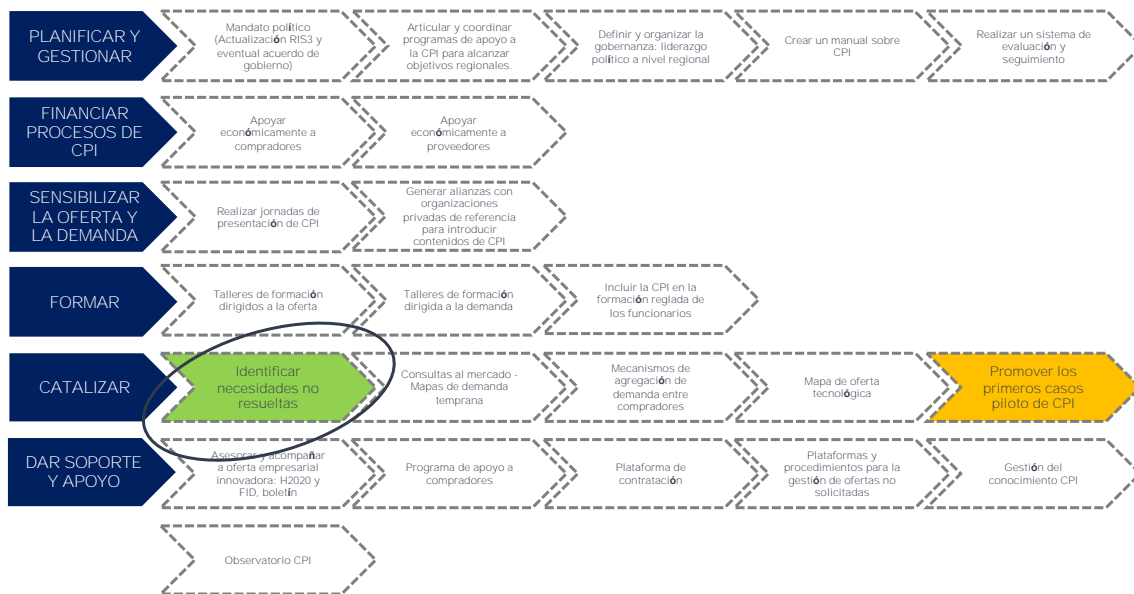 PLANIFICAR Y
GESTIONAR
Mandato político
(Actualización RIS3 y
eventual acuerdo de
gobierno)
Articular y coordinar
programas de apoyo a
la CPI para alcanzar
objetivos regionales.
Definir y organizar la
gobernanza: liderazgo
político a nivel regional
Crear un manual sobre
CPI
Realizar un sistema de
evaluación y
seguimiento
FINANCIAR
PROCESOS DE
CPI
Apoyar
económicamente a
compradores
Apoyar
económicamente a
proveedores
SENSIBILIZAR
LA OFERTA Y
LA DEMANDA
Realizar jornadas de
presentación de CPI
Generar alianzas con
organizaciones
privadas de referencia
para introducir
contenidos de CPI
FORMAR
Talleres de formación
dirigidos a la oferta
Talleres de formación
dirigida a la demanda
Incluir la CPI en la
formación reglada de
los funcionarios
CATALIZAR
Identificar
necesidades no
resueltas
Consultas al mercado -
Mapas de demanda
temprana
Mecanismos de
agregación de
demanda entre
compradores
Mapa de oferta
tecnológica
Promover los
primeros casos
piloto de CPI
DAR SOPORTE
Y APOYO
Asesorar y acompañar
a oferta empresarial
innovadora: H2020 y
FID, boletín
Programa de apoyo a
compradores
Plataforma de
contratación
Plataformas y
procedimientos para la
gestión de ofertas no
solicitadas
Gestión del
conocimiento CPI
Observatorio CPI